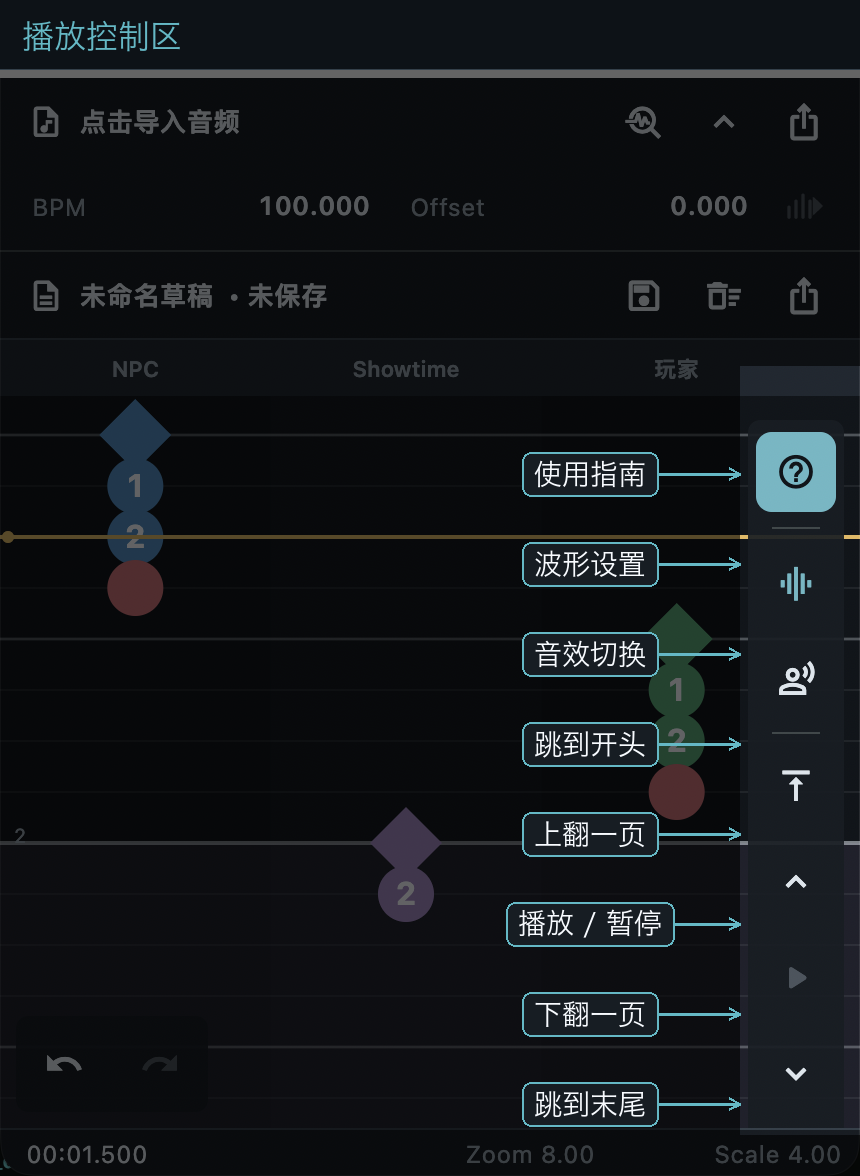 播放控制区
点击导入音频
BPM 100.000 Offset 0.000
未命名草稿 · 未保存
NPC Showtime 玩家
1
使用指南
2
波形设置
音效切换
1
跳到开头
2
2
上翻一页
2
播放 / 暂停
下翻一页
跳到末尾
00:01.500 Zoom 8.00 Scale 4.00